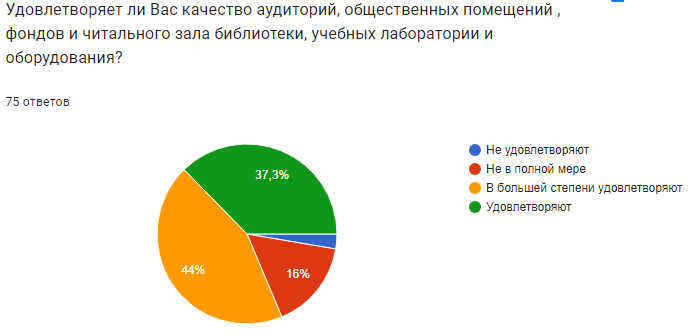 Удовлетворяет ли Вас качество аудиторий, общественных помещений ,
фондов и читального зала библиотеки, учебных лаборатории и
оборудования?
75 ответов
37,3%
44%
16%
Не удовлетворяют
Не в полной мере
В большей степени удовлетворяют
Удовлетворяют